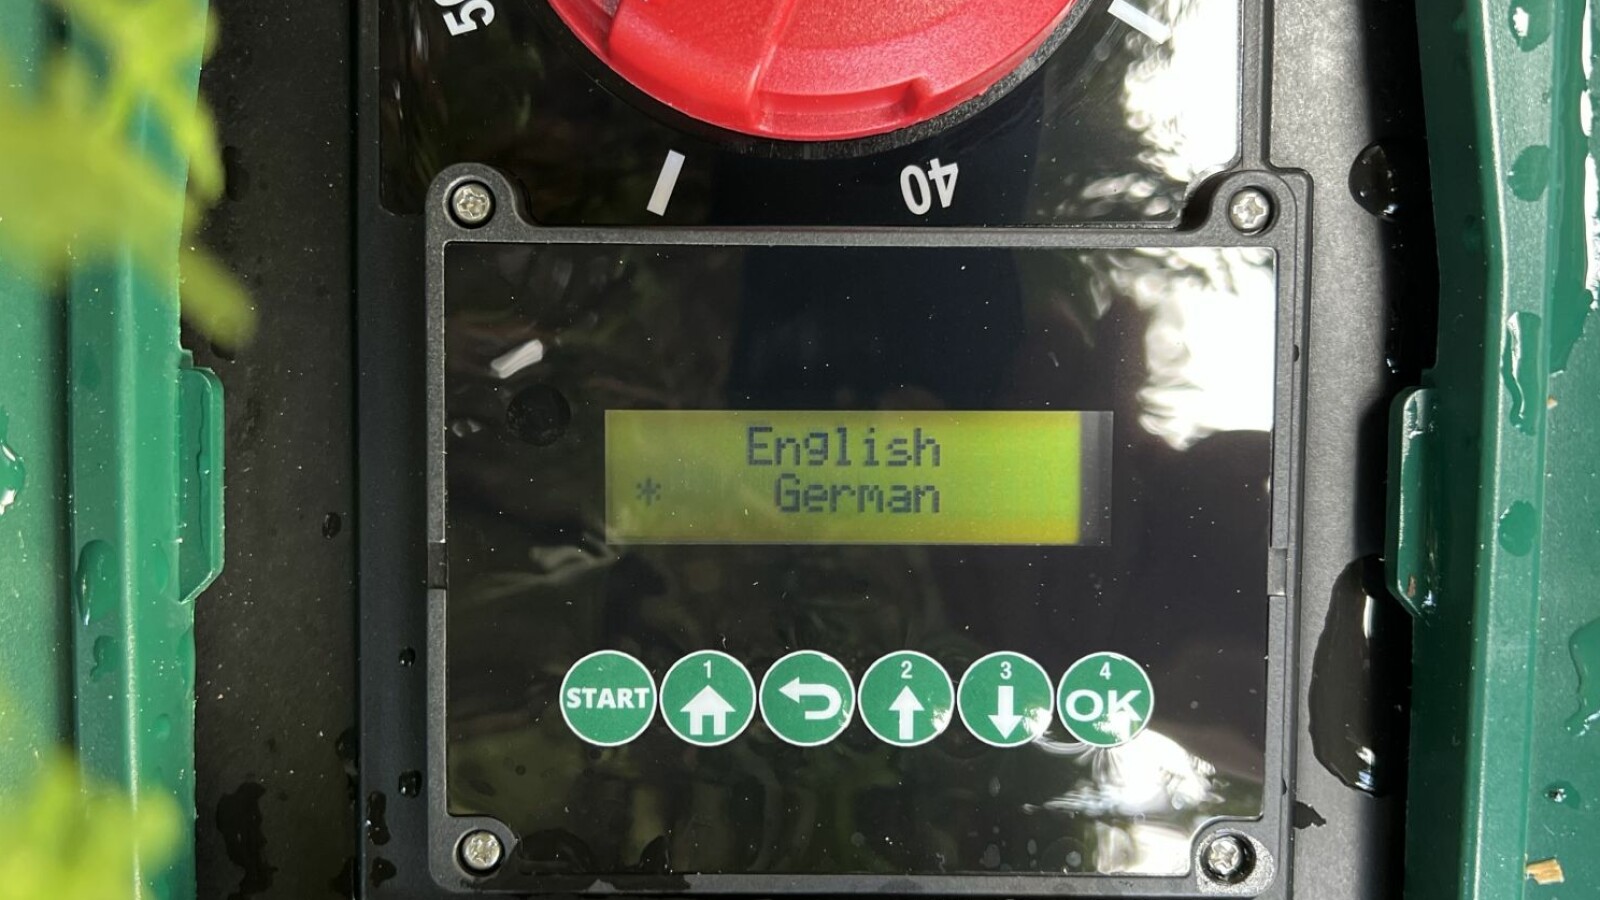 40
English
* German
START
1
2
3
4
OK